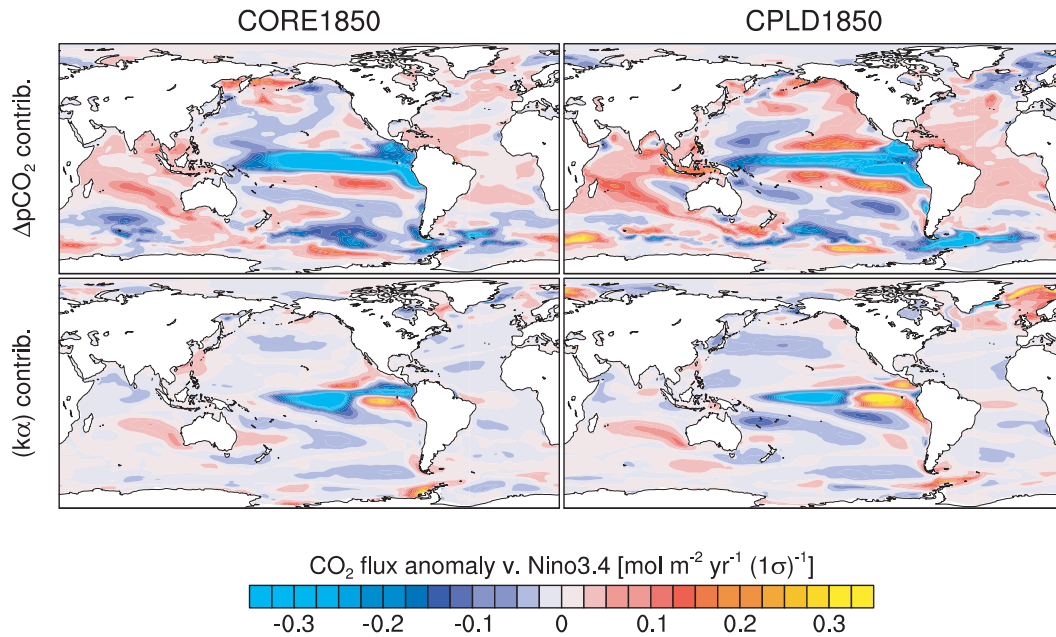 CORE1850 CPLD1850
ΔpCO₂ contrib.
(kα) contrib.
CO₂ flux anomaly v. Nino3.4 [mol m⁻² yr⁻¹ (1σ)⁻¹]
-0.3 -0.2 -0.1 0 0.1 0.2 0.3